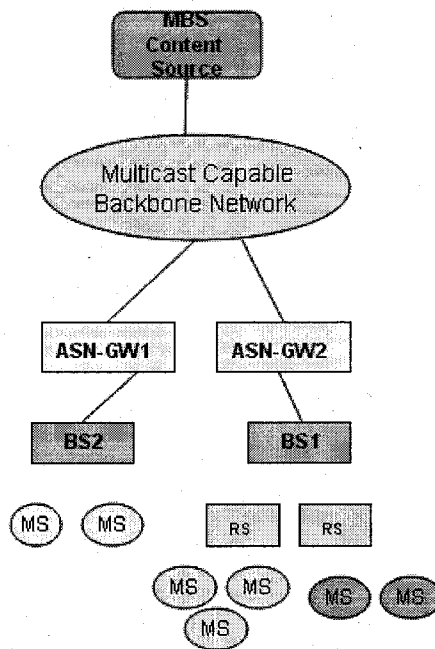 MBS
Content
Source
Multicast Capable
Backbone Network
ASN-GW1
ASN-GW2
BS2
BS1
MS
MS
RS
RS
MS
MS
MS
MS
MS